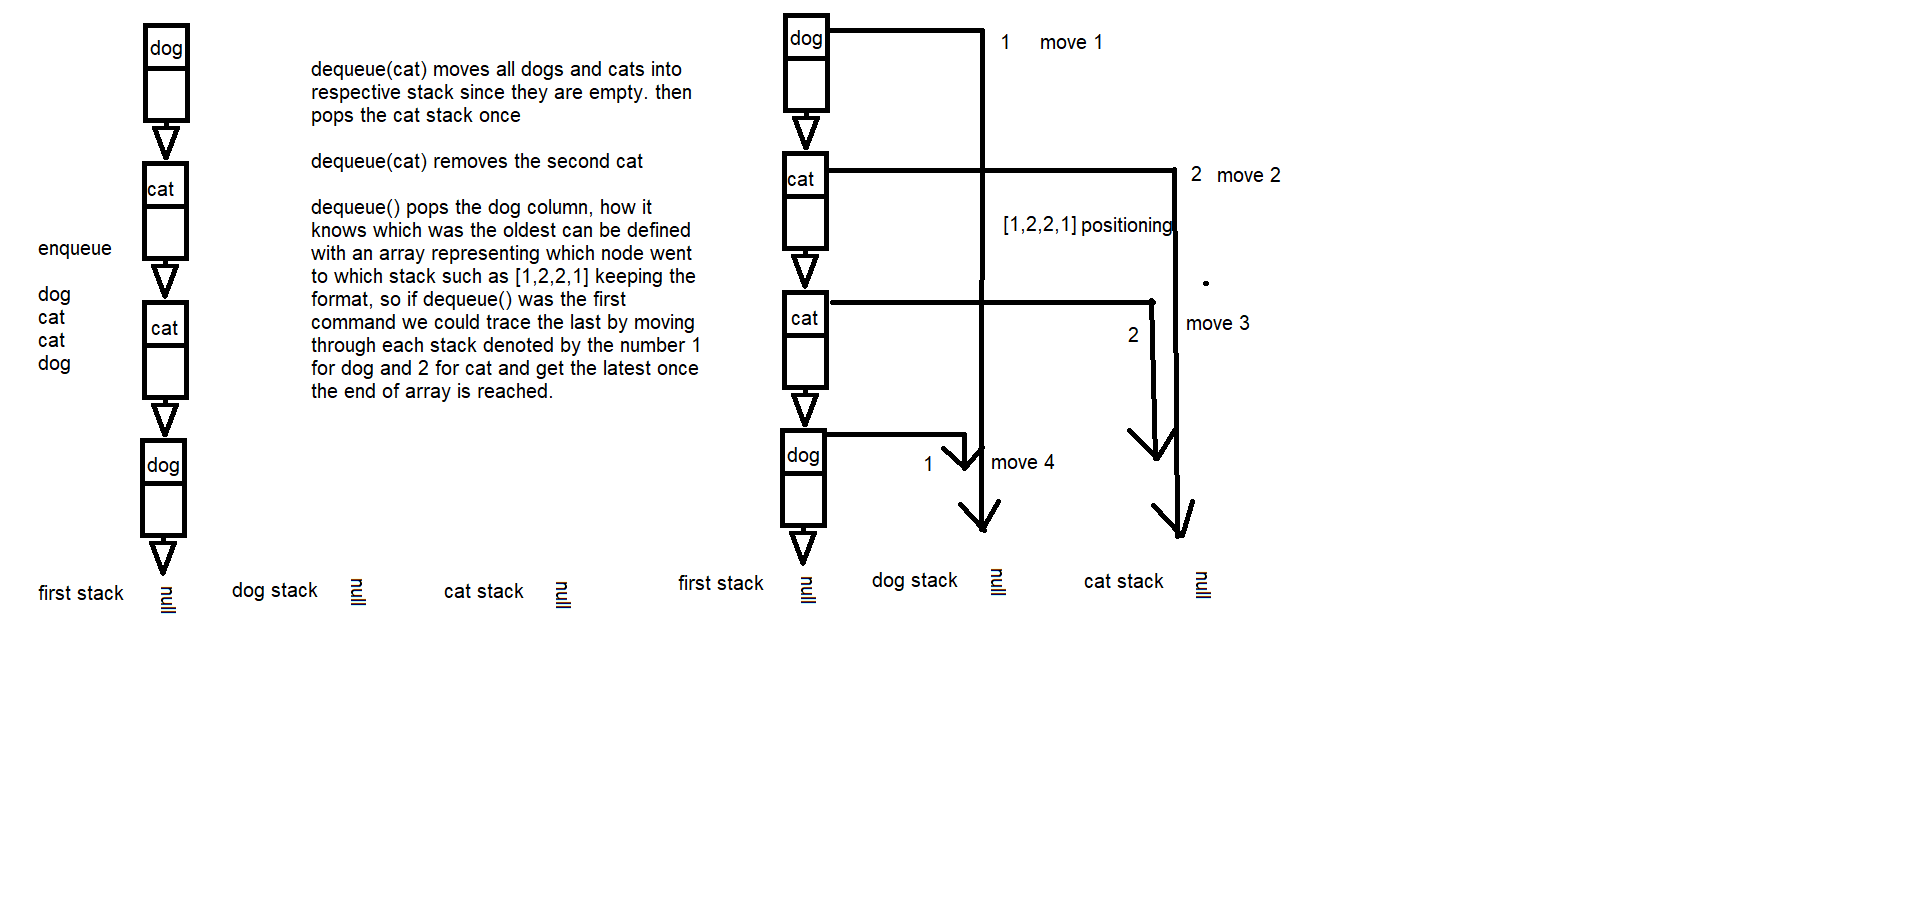 dog
cat
cat
dog
enqueue
dog
cat
cat
dog
first stack
null
dog stack
null
cat stack
null
dequeue(cat) moves all dogs and cats into
respective stack since they are empty. then
pops the cat stack once
dequeue(cat) removes the second cat
dequeue() pops the dog column, how it
knows which was the oldest can be defined
with an array representing which node went
to which stack such as [1,2,2,1] keeping the
format, so if dequeue() was the first
command we could trace the last by moving
through each stack denoted by the number 1
for dog and 2 for cat and get the latest once
the end of array is reached.
dog
1 move 1
cat
2 move 2
[1,2,2,1] positioning
cat
2
move 3
dog
1
move 4
first stack
null
dog stack
null
cat stack
null